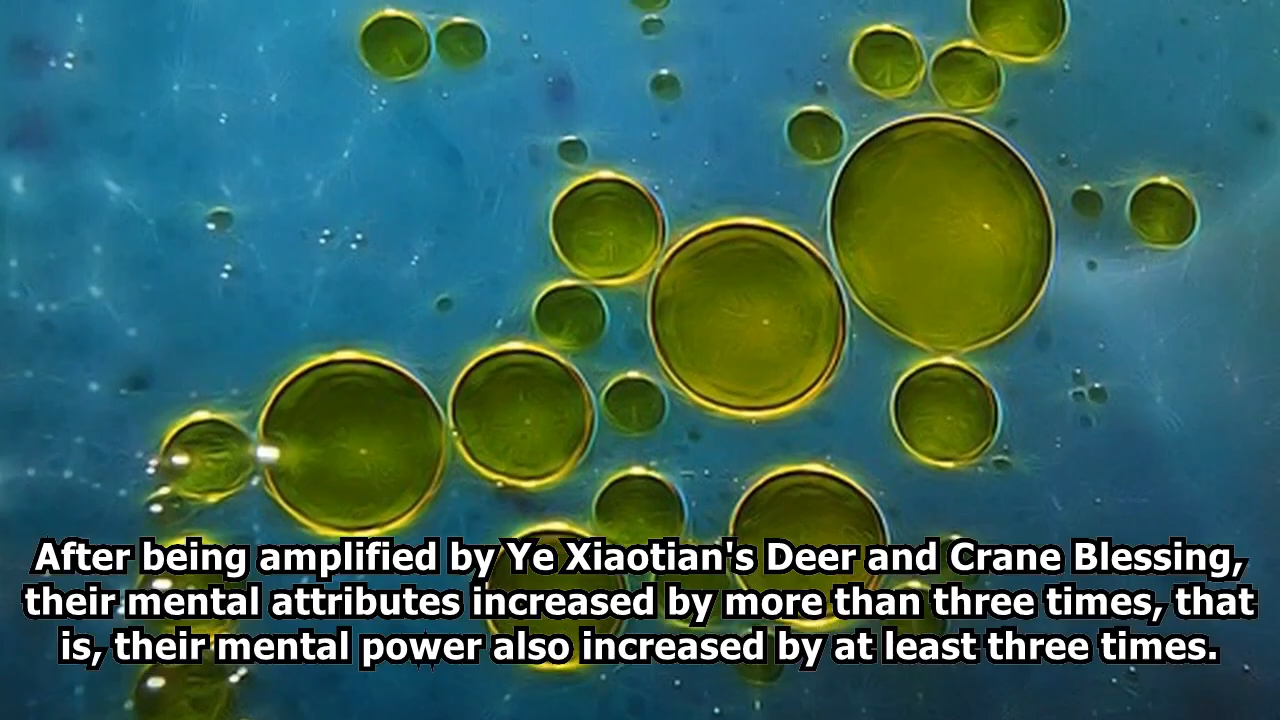 After being amplified by Ye Xiaotian's Deer and Crane Blessing,
their mental attributes increased by more than three times, that
is, their mental power also increased by at least three times.